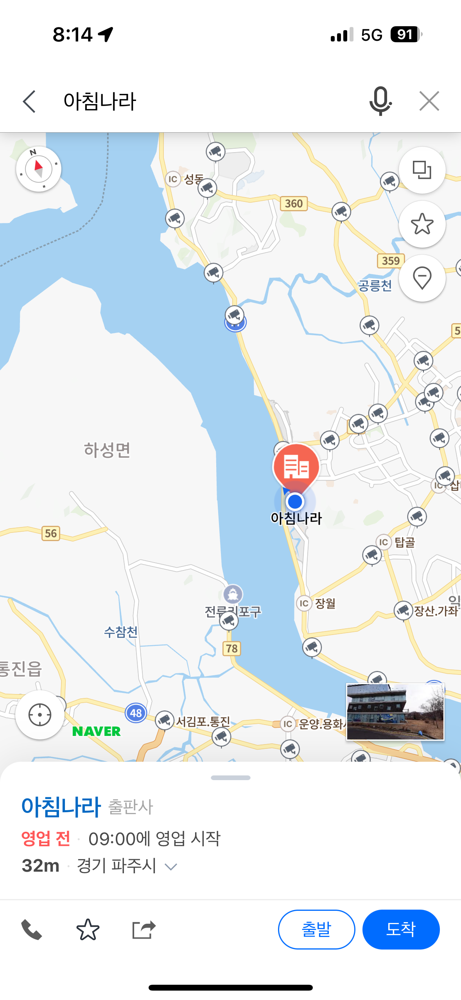 8:14
5G
91
아침나라
N
IC 성동
360
359
공릉천
하성면
아침나라
56
IC 탑골
IC
전류리포구
IC 장월
장산.가좌
수참천
78
통진읍
48
서김포.통진
IC 운양.용화
NAVER
아침나라 출판사
영업 전 · 09:00에 영업 시작
32m · 경기 파주시
출발
도착